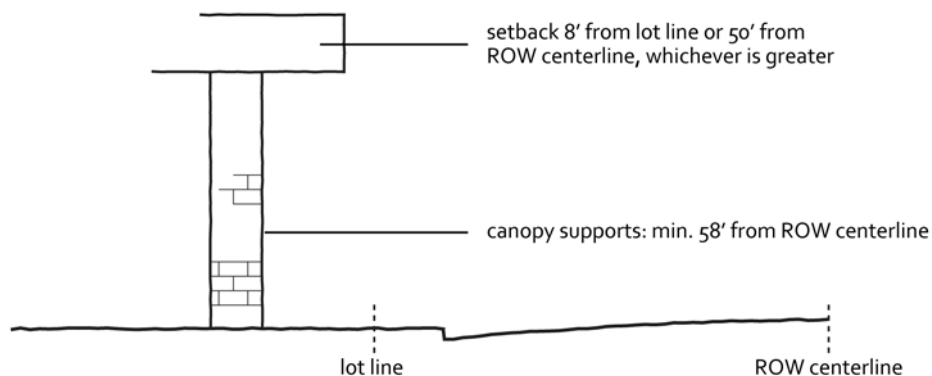 setback 8' from lot line or 50' from
ROW centerline, whichever is greater
canopy supports: min. 58' from ROW centerline
lot line
ROW centerline